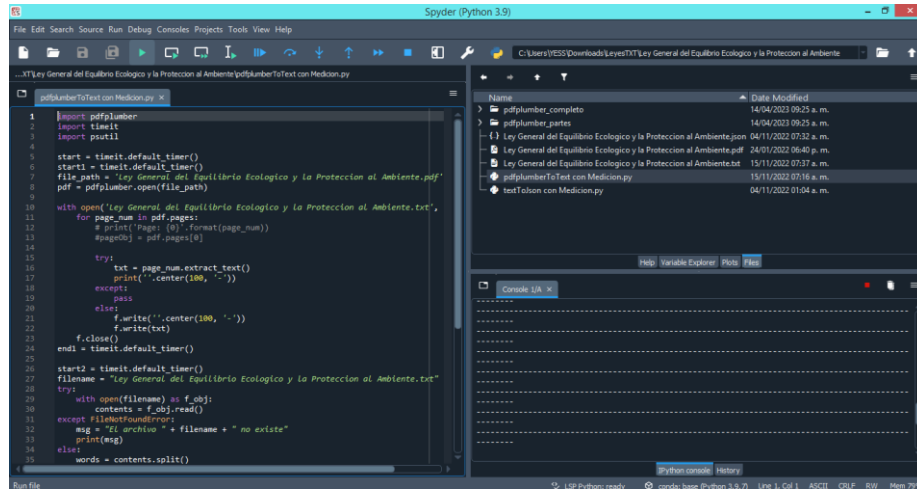 Spyder (Python 3.9)
File Edit Search Source Run Debug Consoles Projects Tools View Help
C:\Users\YESS\Downloads\LeyesTXT\Ley General del Equilibrio Ecologico y la Proteccion al Ambiente
...XT\Ley General del Equilibrio Ecologico y la Proteccion al Ambiente\pdfplumberToText con Medicion.py
pdfplumberToText con Medicion.py
1 import pdfplumber
2 import timeit
3 import psutil
4
5 start = timeit.default_timer()
6 start1 = timeit.default_timer()
7 file_path = 'Ley General del Equilibrio Ecologico y la Proteccion al Ambiente.pdf'
8 pdf = pdfplumber.open(file_path)
9
10 with open('Ley General del Equilibrio Ecologico y la Proteccion al Ambiente.txt',
11 for page_num in pdf.pages:
12 # print('Page: {0}'.format(page_num))
13 #pageObj = pdf.pages[0]
14
15 try:
16 txt = page_num.extract_text()
17 print(''.center(100, '-'))
18 except:
19 pass
20 else:
21 f.write(''.center(100, '-'))
22 f.write(txt)
23 f.close()
24 end1 = timeit.default_timer()
25
26 start2 = timeit.default_timer()
27 filename = "Ley General del Equilibrio Ecologico y la Proteccion al Ambiente.txt"
28 try:
29 with open(filename) as f_obj:
30 contents = f_obj.read()
31 except FileNotFoundError:
32 msg = "El archivo " + filename + " no existe"
33 print(msg)
34 else:
35 words = contents.split()
Name Date Modified
pdfplumber_completo 14/04/2023 09:25 a. m.
pdfplumber_partes 14/04/2023 09:25 a. m.
Ley General del Equilibrio Ecologico y la Proteccion al Ambiente.json 04/11/2022 07:32 a. m.
Ley General del Equilibrio Ecologico y la Proteccion al Ambiente.pdf 24/01/2022 06:40 p. m.
Ley General del Equilibrio Ecologico y la Proteccion al Ambiente.txt 15/11/2022 07:37 a. m.
pdfplumberToText con Medicion.py 15/11/2022 07:16 a. m.
textToJson con Medicion.py 04/11/2022 01:04 a. m.
Help Variable Explorer Plots Files
Console 1/A
IPython console History
Run file LSP Python: ready conda: base (Python 3.9.7) Line 1, Col 1 ASCII CRLF RW Mem 79%